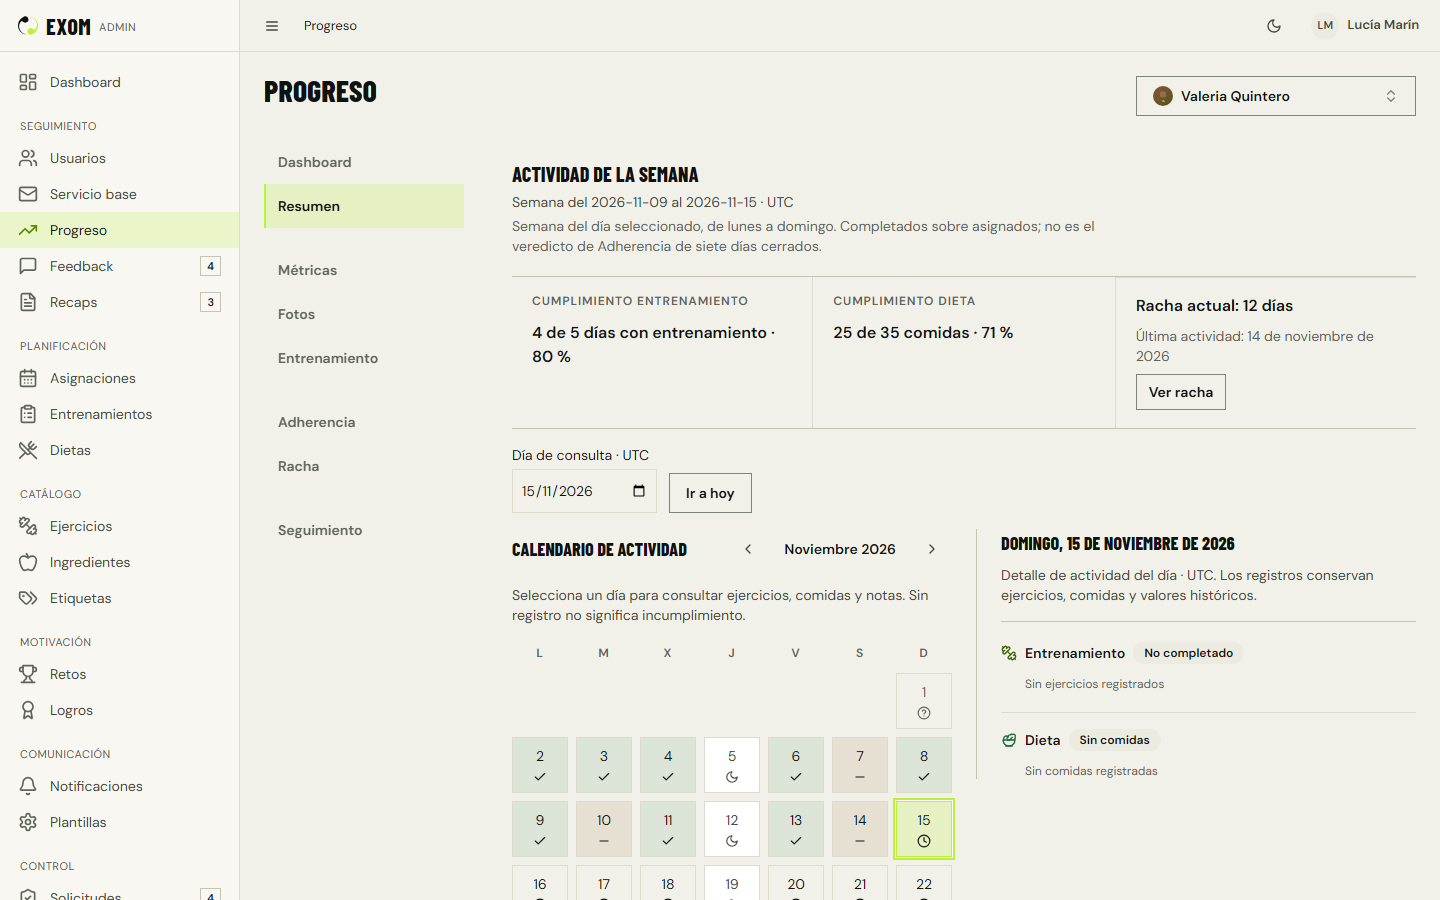 EXOM ADMIN
Progreso
LM Lucía Marín
Dashboard
SEGUIMIENTO
Usuarios
Servicio base
Progreso
Feedback 4
Recaps 3
PLANIFICACIÓN
Asignaciones
Entrenamientos
Dietas
CATÁLOGO
Ejercicios
Ingredientes
Etiquetas
MOTIVACIÓN
Retos
Logros
COMUNICACIÓN
Notificaciones
Plantillas
CONTROL
Solicitudes 4
PROGRESO
Valeria Quintero
Dashboard
Resumen
Métricas
Fotos
Entrenamiento
Adherencia
Racha
Seguimiento
ACTIVIDAD DE LA SEMANA
Semana del 2026-11-09 al 2026-11-15 · UTC
Semana del día seleccionado, de lunes a domingo. Completados sobre asignados; no es el
veredicto de Adherencia de siete días cerrados.
CUMPLIMIENTO ENTRENAMIENTO
4 de 5 días con entrenamiento ·
80 %
CUMPLIMIENTO DIETA
25 de 35 comidas · 71 %
Racha actual: 12 días
Última actividad: 14 de noviembre de
2026
Ver racha
Día de consulta · UTC
15/11/2026
Ir a hoy
CALENDARIO DE ACTIVIDAD
Noviembre 2026
Selecciona un día para consultar ejercicios, comidas y notas. Sin
registro no significa incumplimiento.
L M X J V S D
1
2 3 4 5 6 7 8
9 10 11 12 13 14 15
16 17 18 19 20 21 22
DOMINGO, 15 DE NOVIEMBRE DE 2026
Detalle de actividad del día · UTC. Los registros conservan
ejercicios, comidas y valores históricos.
Entrenamiento No completado
Sin ejercicios registrados
Dieta Sin comidas
Sin comidas registradas